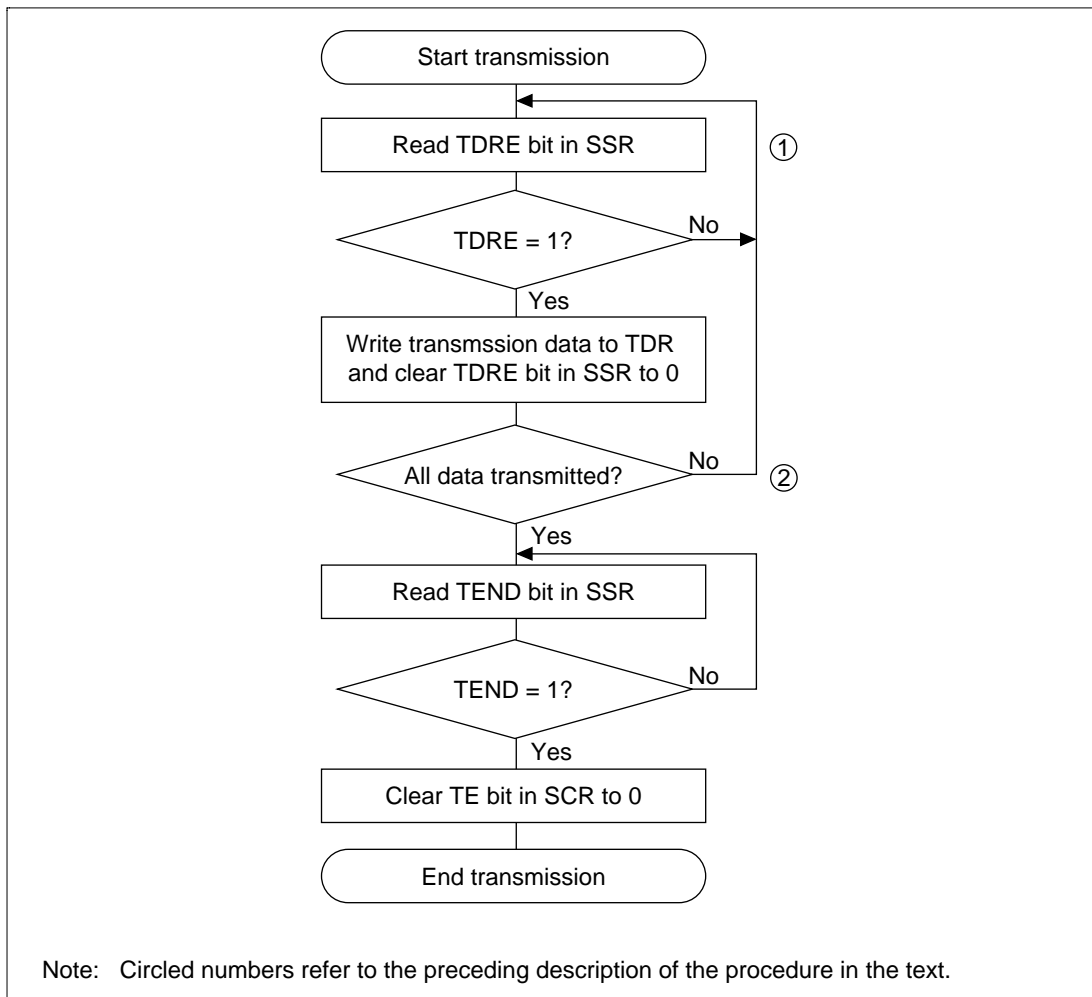 Start transmission
Read TDRE bit in SSR
①
TDRE = 1?
No
Yes
Write transmssion data to TDR
and clear TDRE bit in SSR to 0
All data transmitted?
No
②
Yes
Read TEND bit in SSR
TEND = 1?
No
Yes
Clear TE bit in SCR to 0
End transmission
Note: Circled numbers refer to the preceding description of the procedure in the text.